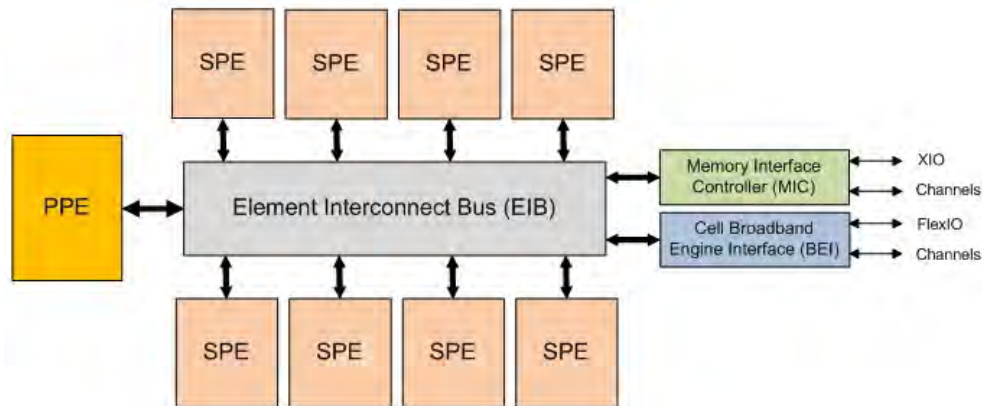 SPE
SPE
SPE
SPE
PPE
Element Interconnect Bus (EIB)
Memory Interface
Controller (MIC)
XIO
Channels
Cell Broadband
Engine Interface (BEI)
FlexIO
Channels
SPE
SPE
SPE
SPE